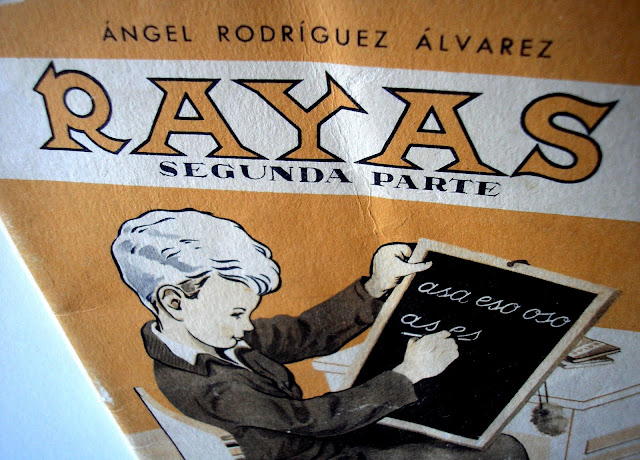 ÁNGEL RODRÍGUEZ ÁLVAREZ
RAYAS
SEGUNDA PARTE
asa eso oso
as es